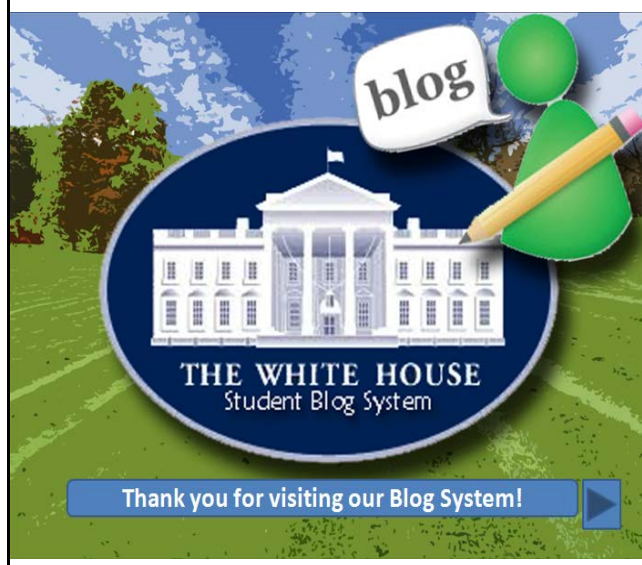 blog
THE WHITE HOUSE
Student Blog System
Thank you for visiting our Blog System!